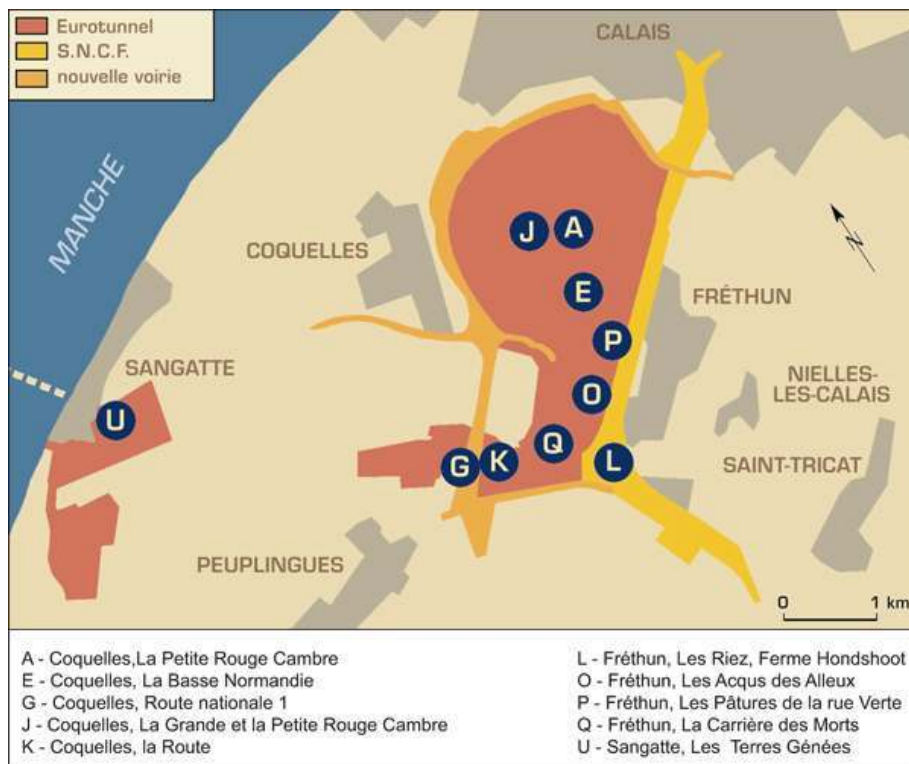 Eurotunnel
S.N.C.F.
nouvelle voirie
CALAIS
MANCHE
J
A
COQUELLES
E
FRÉTHUN
N
P
SANGATTE
NIELLES-
LES-CALAIS
O
U
Q
G
K
L
SAINT-TRICAT
PEUPLINGUES
0 1 km
A - Coquelles,La Petite Rouge Cambre
E - Coquelles, La Basse Normandie
G - Coquelles, Route nationale 1
J - Coquelles, La Grande et la Petite Rouge Cambre
K - Coquelles, la Route
L - Fréthun, Les Riez, Ferme Hondshoot
O - Fréthun, Les Acqus des Alleux
P - Fréthun, Les Pâtures de la rue Verte
Q - Fréthun, La Carrière des Morts
U - Sangatte, Les Terres Génées